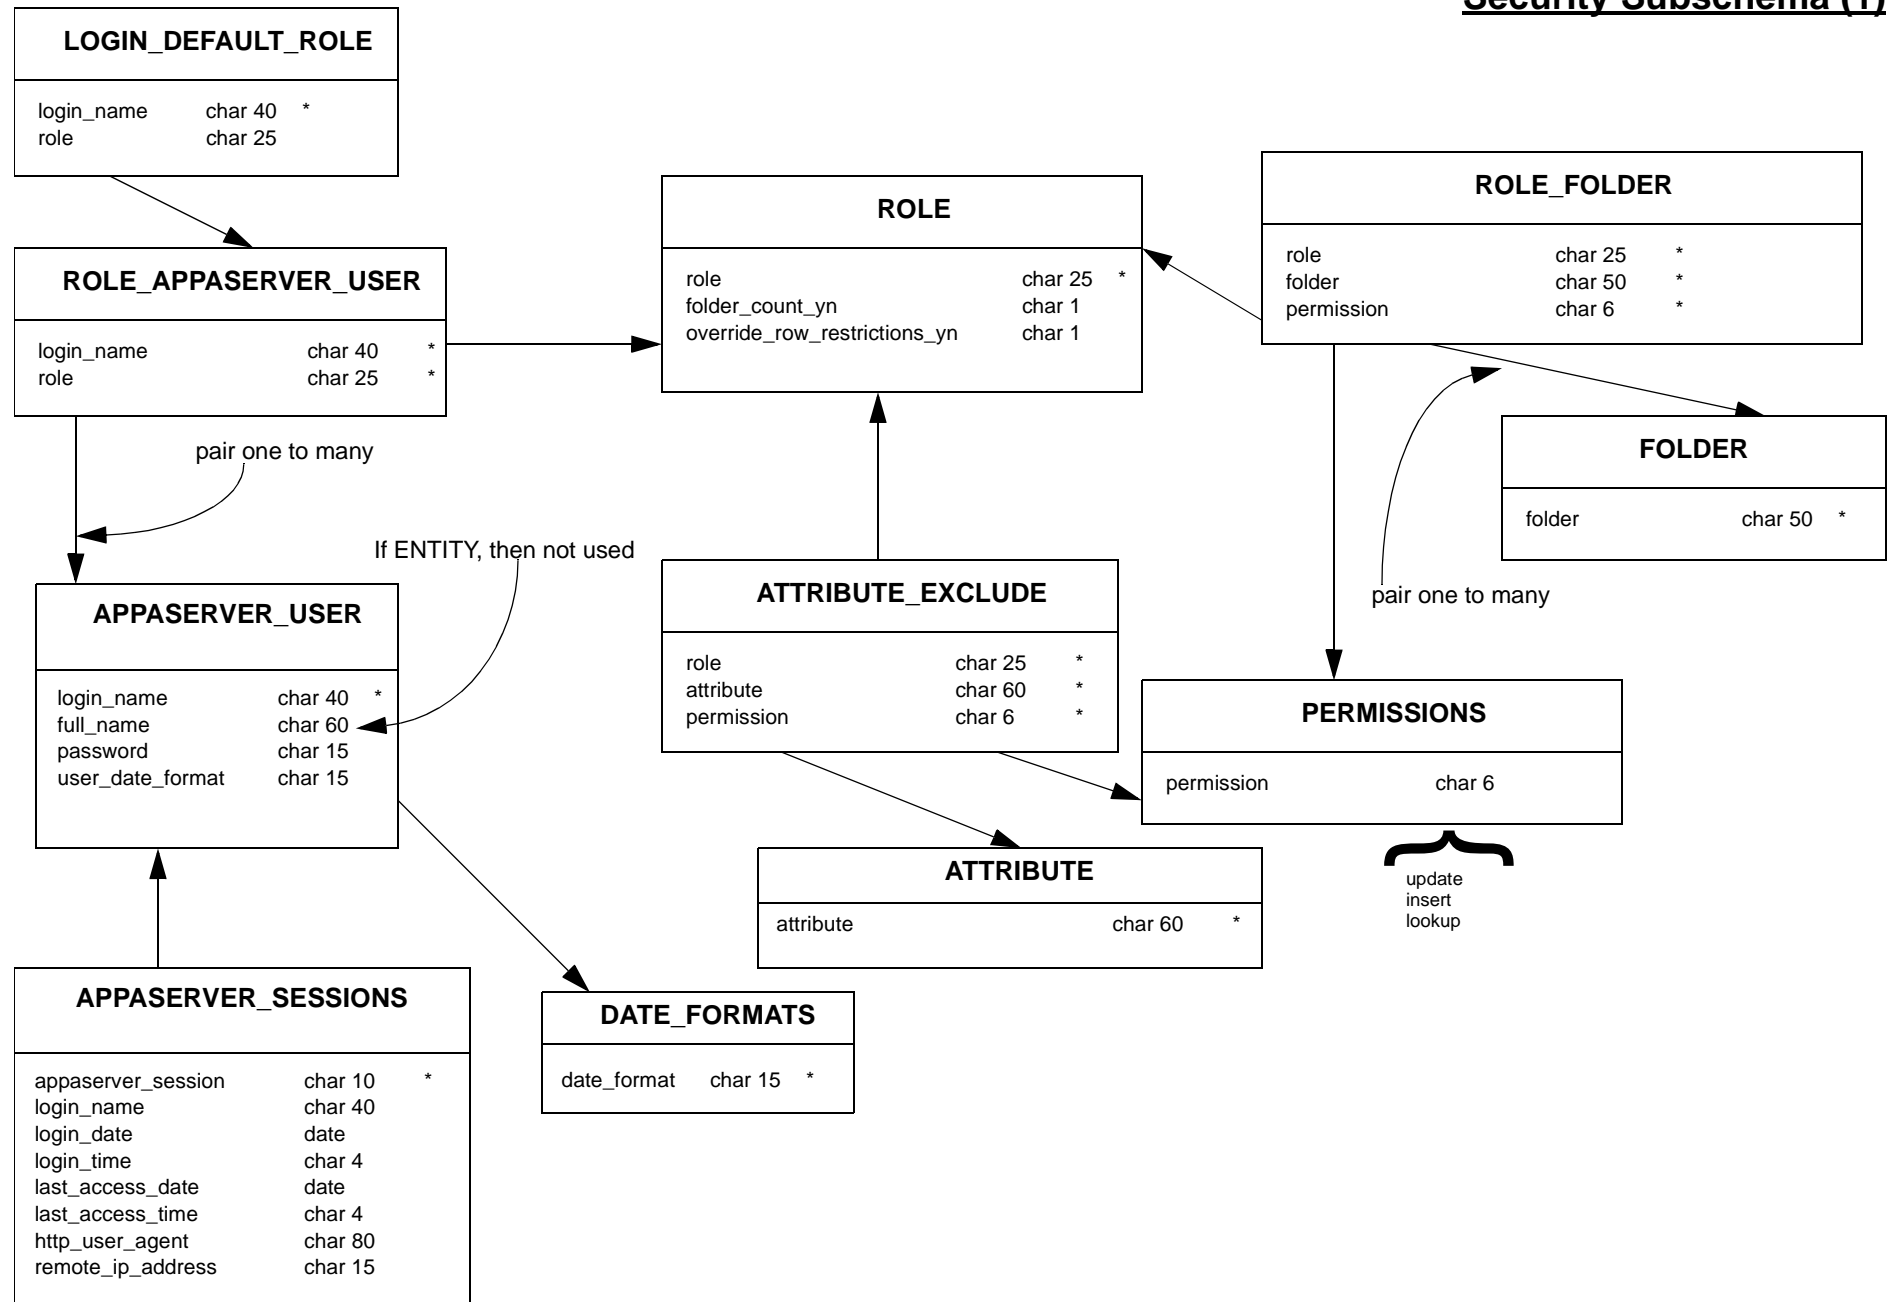 Security Subschema (1)
LOGIN_DEFAULT_ROLE
login_name char 40 *
role char 25
ROLE_APPASERVER_USER
login_name char 40 *
role char 25 *
pair one to many
If ENTITY, then not used
APPASERVER_USER
login_name char 40 *
full_name char 60
password char 15
user_date_format char 15
APPASERVER_SESSIONS
appaserver_session char 10 *
login_name char 40
login_date date
login_time char 4
last_access_date date
last_access_time char 4
http_user_agent char 80
remote_ip_address char 15
ROLE
role char 25 *
folder_count_yn char 1
override_row_restrictions_yn char 1
ATTRIBUTE_EXCLUDE
role char 25 *
attribute char 60 *
permission char 6 *
ATTRIBUTE
attribute char 60 *
DATE_FORMATS
date_format char 15 *
ROLE_FOLDER
role char 25 *
folder char 50 *
permission char 6 *
FOLDER
folder char 50 *
pair one to many
PERMISSIONS
permission char 6
update
insert
lookup